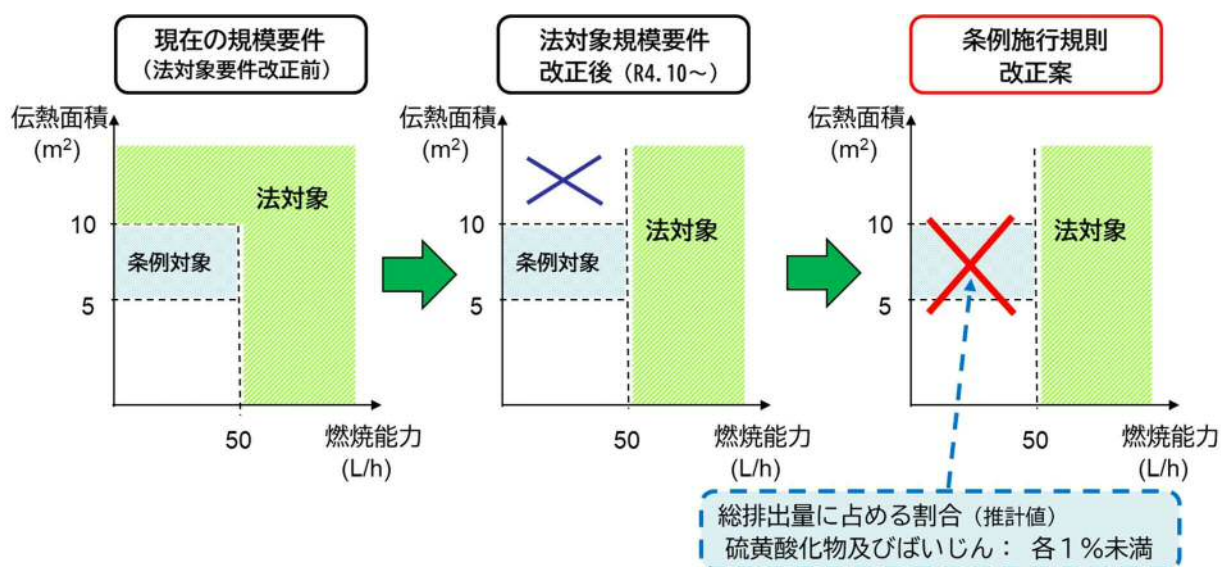 現在の規模要件
(法対象要件改正前)
伝熱面積
(m²)
法対象
10
条例対象
5
50
燃焼能力
(L/h)
法対象規模要件
改正後(R4.10~)
伝熱面積
(m²)
10
法対象
条例対象
5
50
燃焼能力
(L/h)
条例施行規則
改正案
伝熱面積
(m²)
10
法対象
5
50
燃焼能力
(L/h)
総排出量に占める割合(推計値)
硫黄酸化物及びばいじん: 各1%未満